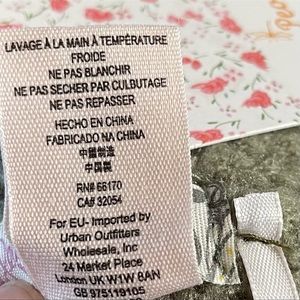 LAVAGE À LA MAIN À TEMPÉRATURE
FROIDE
NE PAS BLANCHIR
NE PAS SECHER PAR CULBUTAGE
NE PAS REPASSER
HECHO EN CHINA
FABRICADO NA CHINA
中國制造
中国製
RN# 66170
CA# 32054
For EU- Imported by
Urban Outfitters
Wholesale, Inc
24 Market Place
London UK W1W 8AN
GB 975119105